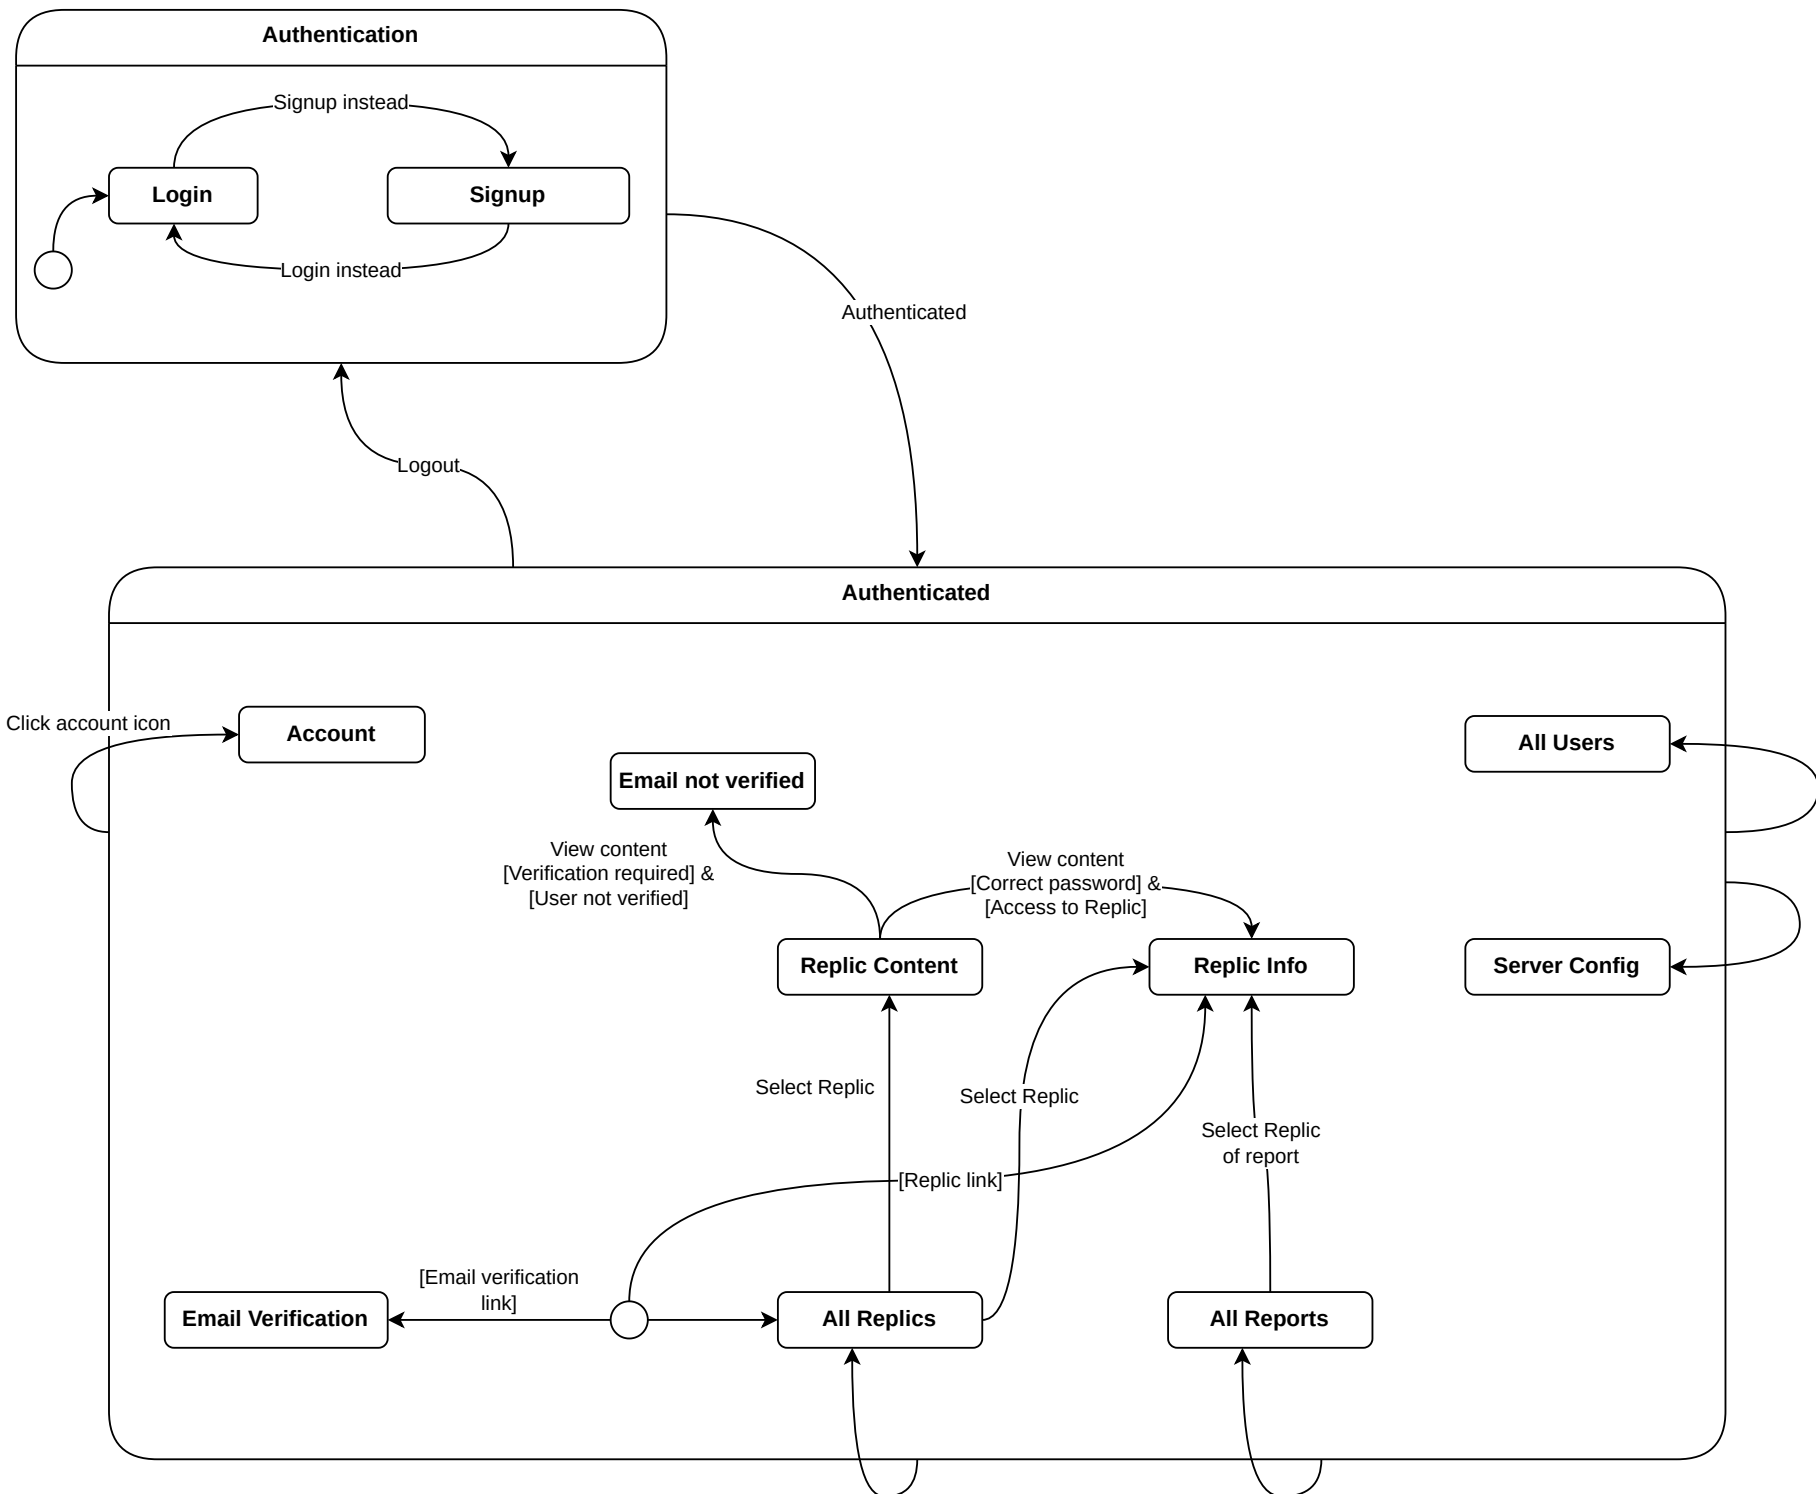 Authentication
Signup instead
Login
Signup
Login instead
Authenticated
Logout
Authenticated
Click account icon
Account
All Users
Email not verified
View content
[Verification required] &
[User not verified]
View content
[Correct password] &
[Access to Replic]
Replic Content
Replic Info
Server Config
Select Replic
Select Replic
Select Replic
of report
[Replic link]
[Email verification
link]
Email Verification
All Replics
All Reports